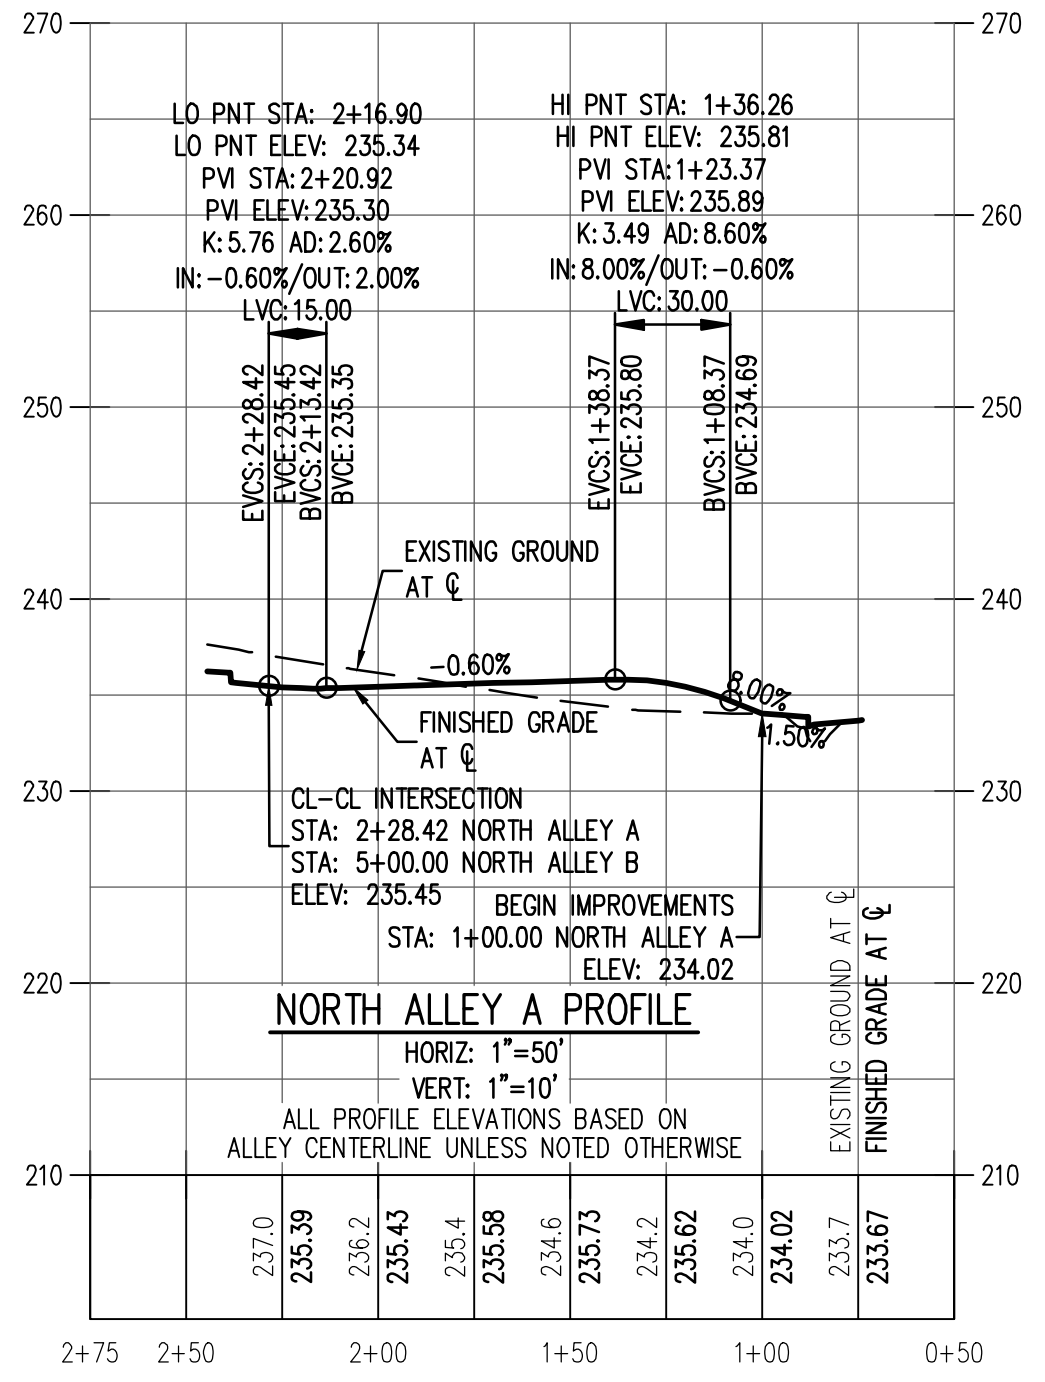 270
270
LO PNT STA: 2+16.90
LO PNT ELEV: 235.34
PVI STA:2+20.92
PVI ELEV:235.30
K:5.76 AD:2.60%
IN:-0.60%/OUT:2.00%
LVC:15.00
HI PNT STA: 1+36.26
HI PNT ELEV: 235.81
PVI STA:1+23.37
PVI ELEV:235.89
K:3.49 AD:8.60%
IN:8.00%/OUT:-0.60%
LVC:30.00
260
260
EVCS:2+28.42
EVCE:235.45
BVCS:2+13.42
BVCE:235.35
EVCS:1+38.37
EVCE:235.80
BVCS:1+08.37
BVCE:234.69
250
250
EXISTING GROUND
AT ℄
240
240
-0.60%
8.00%
1.50%
FINISHED GRADE
AT ℄
230
230
CL-CL INTERSECTION
STA: 2+28.42 NORTH ALLEY A
STA: 5+00.00 NORTH ALLEY B
ELEV: 235.45
BEGIN IMPROVEMENTS
STA: 1+00.00 NORTH ALLEY A
ELEV: 234.02
EXISTING GROUND AT ℄
FINISHED GRADE AT ℄
220
220
NORTH ALLEY A PROFILE
HORIZ: 1"=50'
VERT: 1"=10'
ALL PROFILE ELEVATIONS BASED ON
ALLEY CENTERLINE UNLESS NOTED OTHERWISE
210
210
237.0
235.39
236.2
235.43
235.4
235.58
234.6
235.73
234.2
235.62
234.0
234.02
233.7
233.67
2+75 2+50 2+00 1+50 1+00 0+50